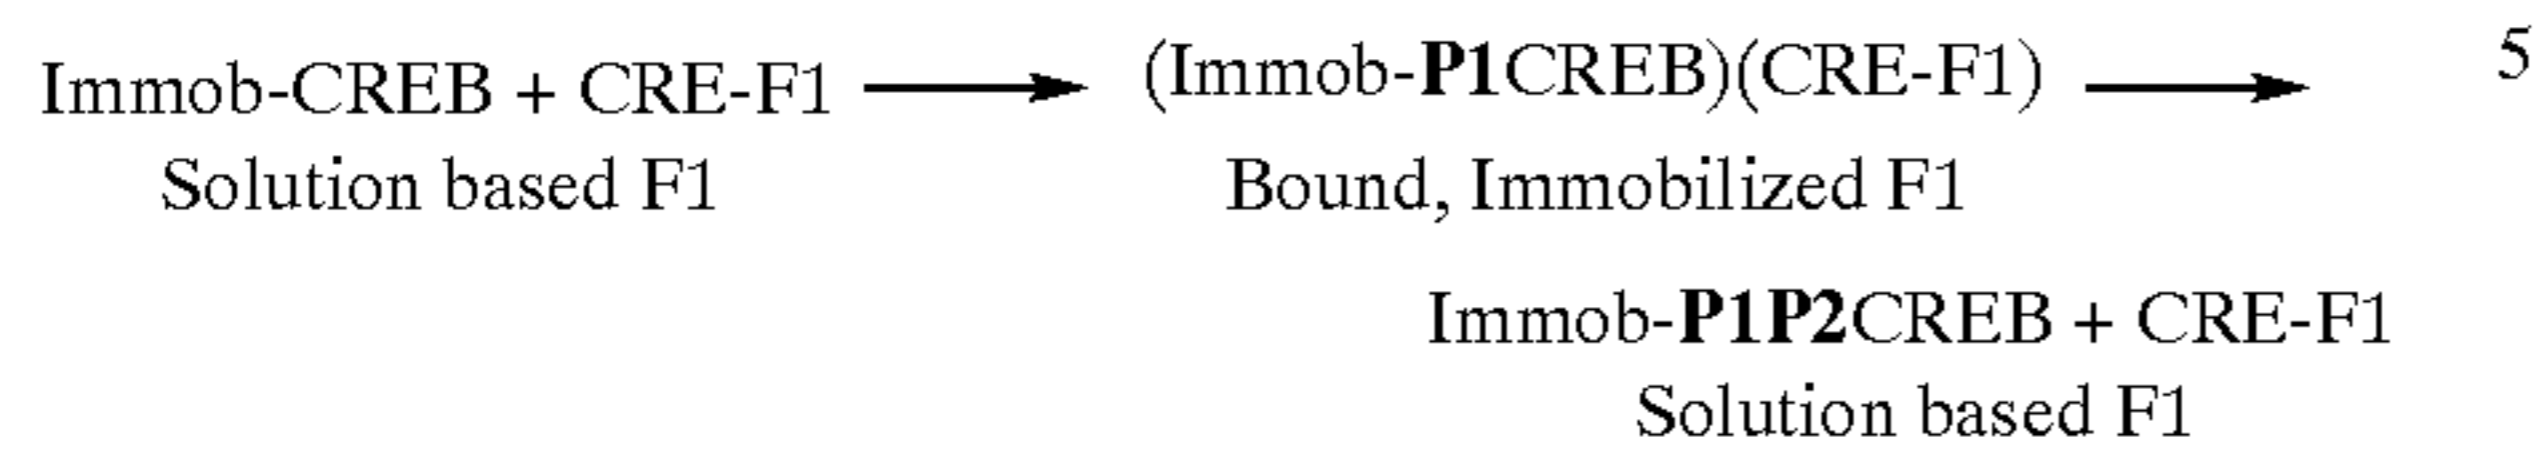 Immob-CREB + CRE-F1 ⟶ (Immob-P1CREB)(CRE-F1) ⟶ 5
Solution based F1 Bound, Immobilized F1
Immob-P1P2CREB + CRE-F1
Solution based F1